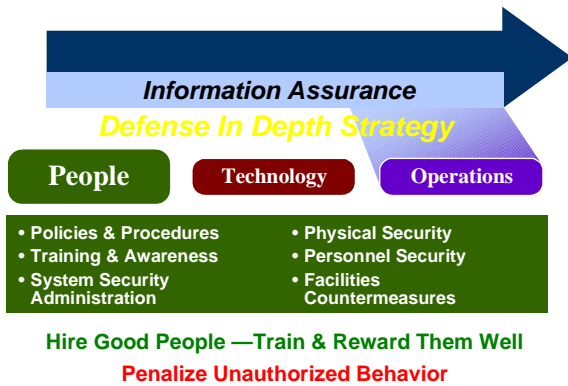 Information Assurance
Defense In Depth Strategy
People
Technology
Operations
• Policies & Procedures
• Training & Awareness
• System Security
Administration
• Physical Security
• Personnel Security
• Facilities
Countermeasures
Hire Good People —Train & Reward Them Well
Penalize Unauthorized Behavior